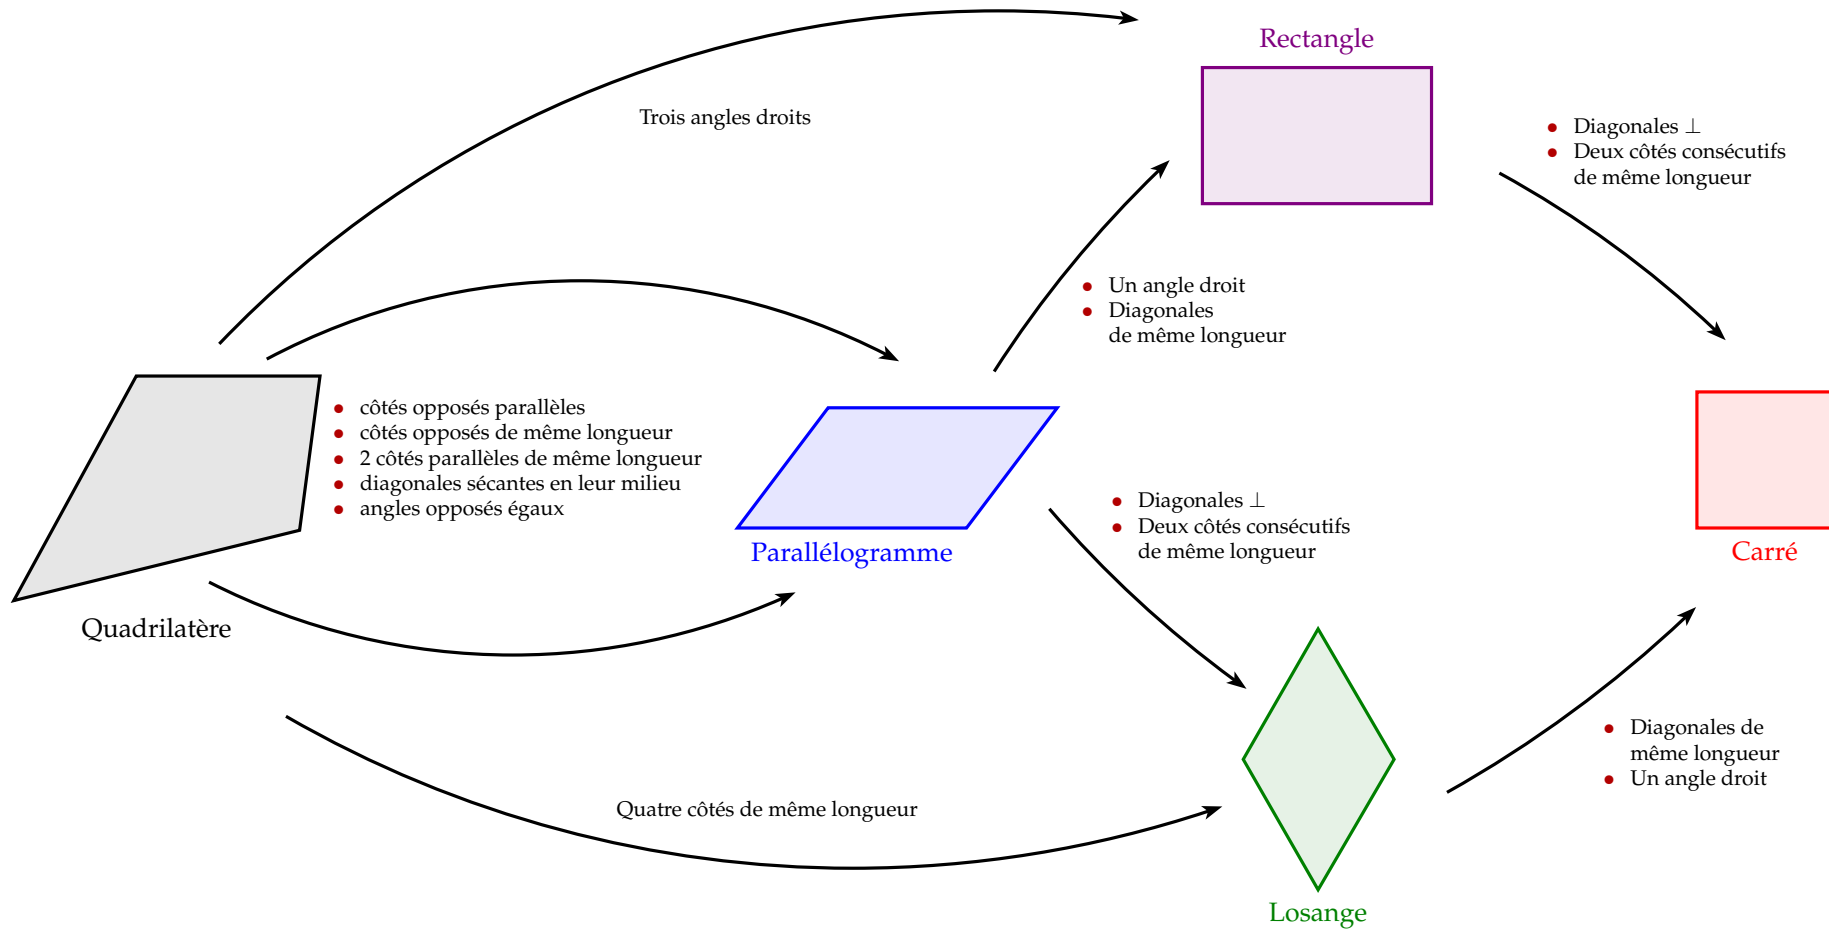 Rectangle
Trois angles droits
• Diagonales ⊥
• Deux côtés consécutifs
de même longueur
• Un angle droit
• Diagonales
de même longueur
• côtés opposés parallèles
• côtés opposés de même longueur
• 2 côtés parallèles de même longueur
• diagonales sécantes en leur milieu
• angles opposés égaux
• Diagonales ⊥
• Deux côtés consécutifs
de même longueur
Parallélogramme
Carré
Quadrilatère
• Diagonales de
même longueur
• Un angle droit
Quatre côtés de même longueur
Losange